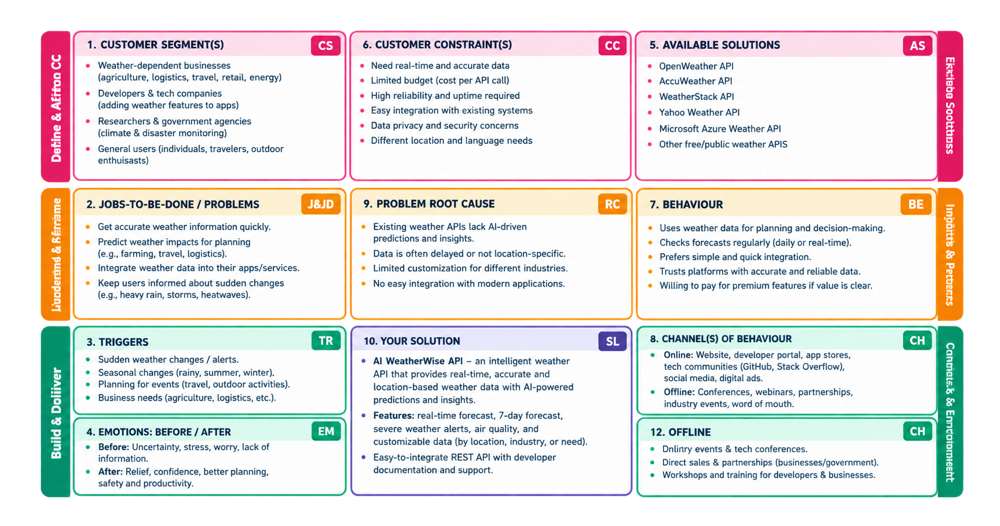 Build & Doliver
1. CUSTOMER SEGMENT(S)
CS
• Weather-dependent businesses
(agriculture, logistics, travel, retail, energy)
• Developers & tech companies
(adding weather features to apps)
• Researchers & government agencies
(climate & disaster monitoring)
• General users (individuals, travelers, outdoor
enthuisasts)
6. CUSTOMER CONSTRAINT(S)
CC
• Need real-time and accurate data
• Limited budget (cost per API call)
• High reliability and uptime required
• Easy integration with existing systems
• Data privacy and security concerns
• Different location and language needs
5. AVAILABLE SOLUTIONS
AS
• OpenWeather API
• AccuWeather API
• WeatherStack API
• Yahoo Weather API
• Microsoft Azure Weather API
• Other free/public weather APIS
2. JOBS-TO-BE-DONE / PROBLEMS
J&JD
• Get accurate weather information quickly.
• Predict weather impacts for planning
(e.g., farming, travel, logistics).
• Integrate weather data into their apps/services.
• Keep users informed about sudden changes
(e.g., heavy rain, storms, heatwaves).
9. PROBLEM ROOT CAUSE
RC
• Existing weather APIs lack AI-driven
predictions and insights.
• Data is often delayed or not location-specific.
• Limited customization for different industries.
• No easy integration with modern applications.
7. BEHAVIOUR
BE
• Uses weather data for planning and decision-making.
• Checks forecasts regularly (daily or real-time).
• Prefers simple and quick integration.
• Trusts platforms with accurate and reliable data.
• Willing to pay for premium features if value is clear.
3. TRIGGERS
TR
• Sudden weather changes / alerts.
• Seasonal changes (rainy, summer, winter).
• Planning for events (travel, outdoor activities).
• Business needs (agriculture, logistics, etc.).
4. EMOTIONS: BEFORE / AFTER
EM
• Before: Uncertainty, stress, worry, lack of
information.
• After: Relief, confidence, better planning,
safety and productivity.
10. YOUR SOLUTION
SL
• AI WeatherWise API – an intelligent weather
API that provides real-time, accurate and
location-based weather data with AI-powered
predictions and insights.
• Features: real-time forecast, 7-day forecast,
severe weather alerts, air quality, and
customizable data (by location, industry, or need).
• Easy-to-integrate REST API with developer
documentation and support.
8. CHANNEL(S) OF BEHAVIOUR
CH
• Online: Website, developer portal, app stores,
tech communities (GitHub, Stack Overflow),
social media, digital ads.
• Offline: Conferences, webinars, partnerships,
industry events, word of mouth.
12. OFFLINE
CH
• Dnlinry events & tech conferences.
• Direct sales & partnerships (businesses/government).
• Workshops and training for developers & businesses.